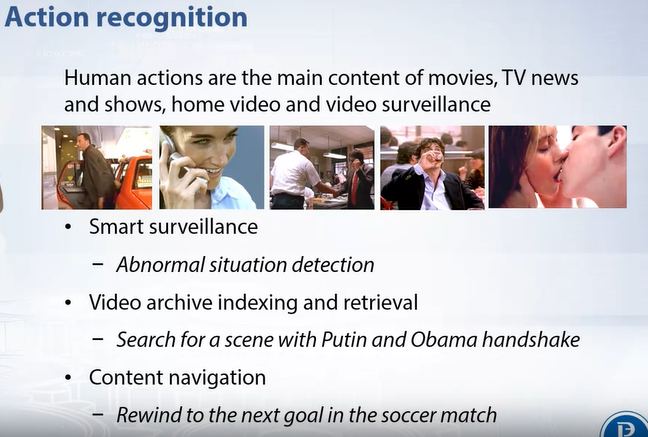 Action recognition
Human actions are the main content of movies, TV news
and shows, home video and video surveillance
• Smart surveillance
– Abnormal situation detection
• Video archive indexing and retrieval
– Search for a scene with Putin and Obama handshake
• Content navigation
– Rewind to the next goal in the soccer match